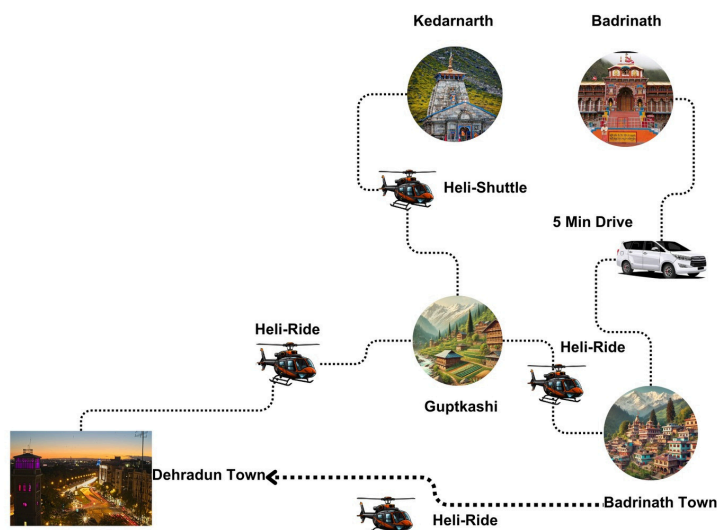 Kedarnarth
Badrinath
Heli-Shuttle
5 Min Drive
Heli-Ride
Heli-Ride
Guptkashi
Dehradun Town
Badrinath Town
Heli-Ride